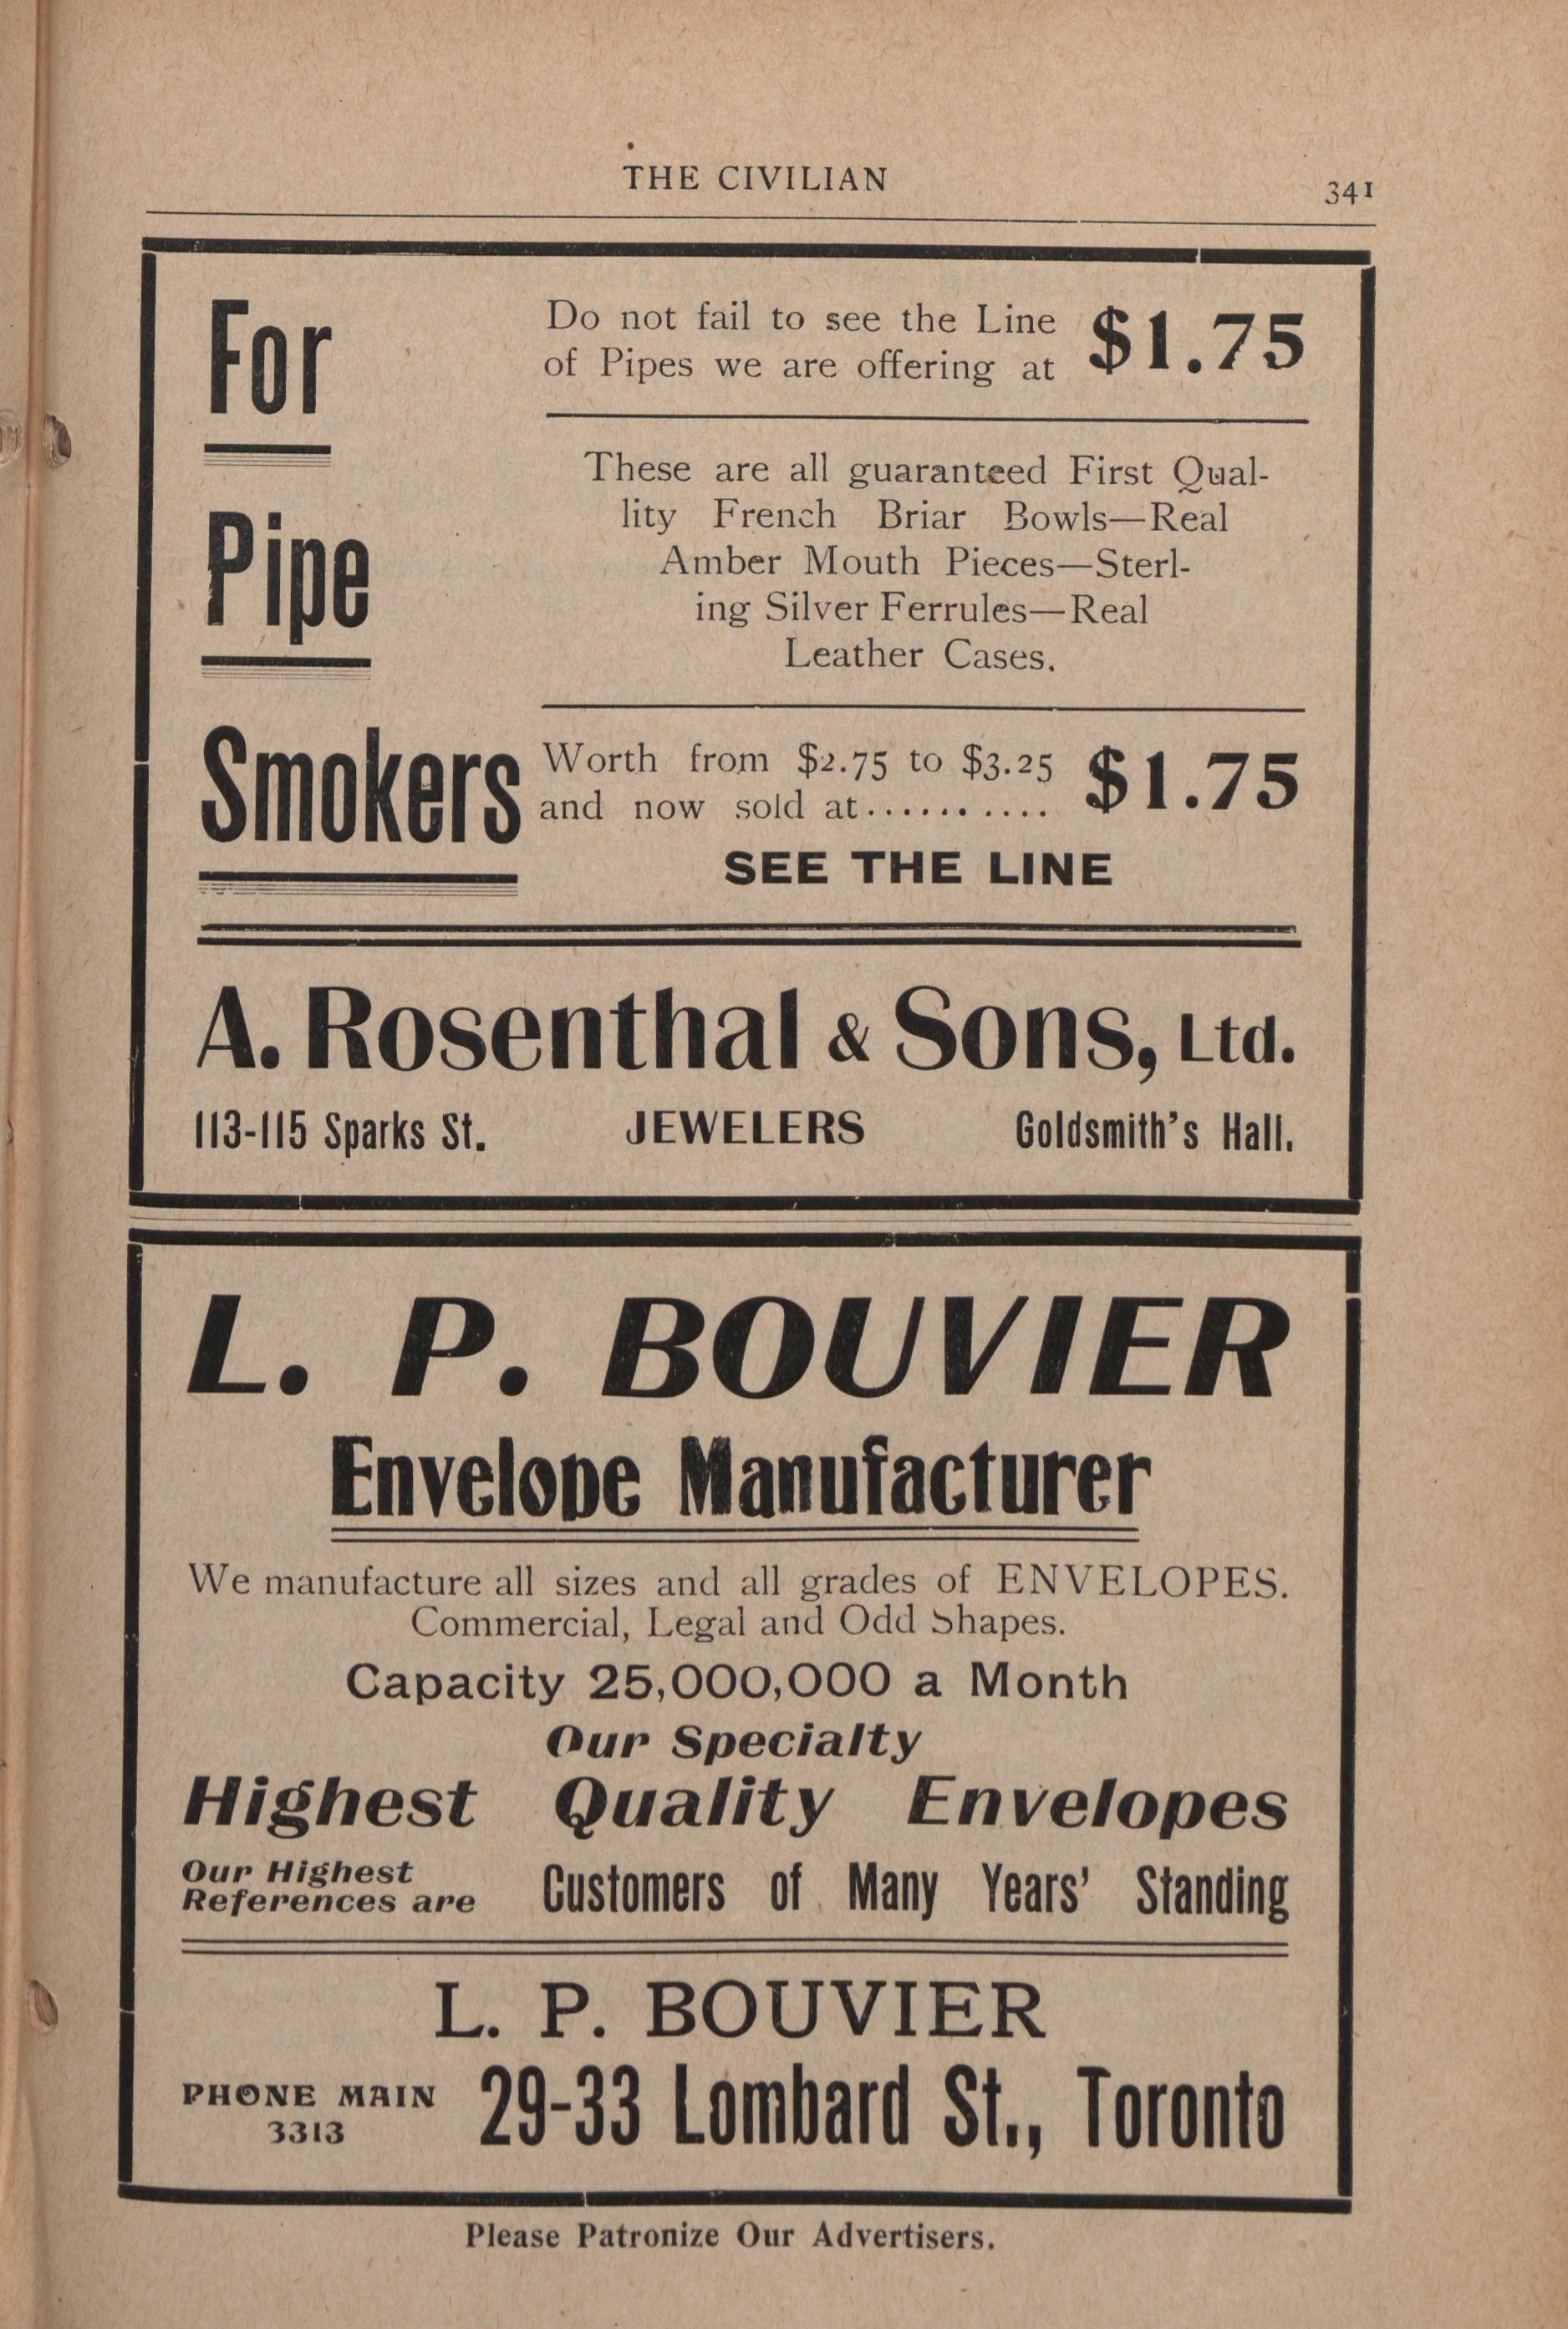 THE CIVILIAN
341
For
Pipe
Smokers
Do not fail to see the Line
of Pipes we are offering at
$1.75
These are all guaranteed First Qual-
lity French Briar Bowls—Real
Amber Mouth Pieces—Sterl-
ing Silver Ferrules—Real
Leather Cases.
Worth from $2.75 to $3.25
and now sold at..........
$1.75
SEE THE LINE
A. Rosenthal & Sons, Ltd.
113-115 Sparks St. JEWELERS Goldsmith's Hall.
L. P. BOUVIER
Envelope Manufacturer
We manufacture all sizes and all grades of ENVELOPES.
Commercial, Legal and Odd Shapes.
Capacity 25,000,000 a Month
Our Specialty
Highest Quality Envelopes
Our Highest
References are
Customers of Many Years' Standing
L. P. BOUVIER
PHONE MAIN
3313
29-33 Lombard St., Toronto
Please Patronize Our Advertisers.